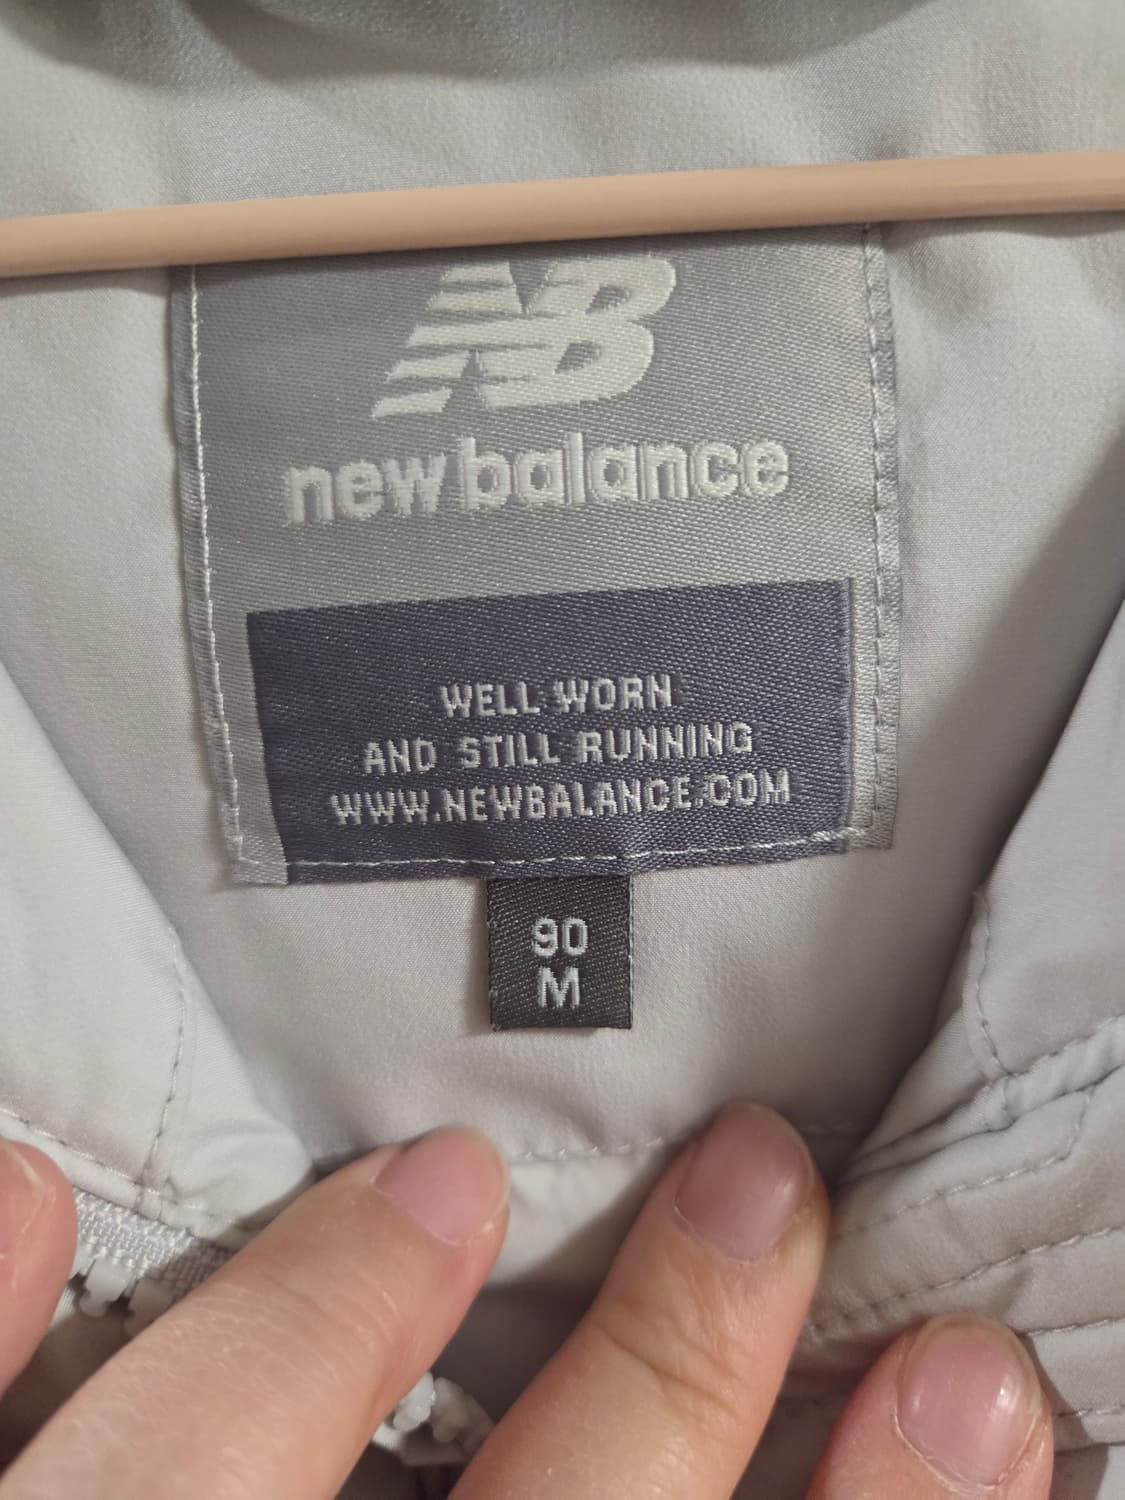 NB
new balance
WELL WORN
AND STILL RUNNING
WWW.NEWBALANCE.COM
90
M